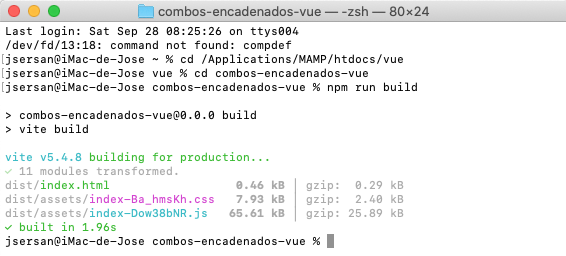 combos-encadenados-vue — -zsh — 80×24
Last login: Sat Sep 28 08:25:26 on ttys004
/dev/fd/13:18: command not found: compdef
[jsersan@iMac-de-Jose ~ % cd /Applications/MAMP/htdocs/vue
[jsersan@iMac-de-Jose vue % cd combos-encadenados-vue
[jsersan@iMac-de-Jose combos-encadenados-vue % npm run build
> combos-encadenados-vue@0.0.0 build
> vite build
vite v5.4.8 building for production...
✓ 11 modules transformed.
dist/index.html                  0.46 kB │ gzip:  0.29 kB
dist/assets/index-Ba_hmsKh.css   7.93 kB │ gzip:  2.40 kB
dist/assets/index-Dow38bNR.js   65.61 kB │ gzip: 25.89 kB
✓ built in 1.96s
jsersan@iMac-de-Jose combos-encadenados-vue %